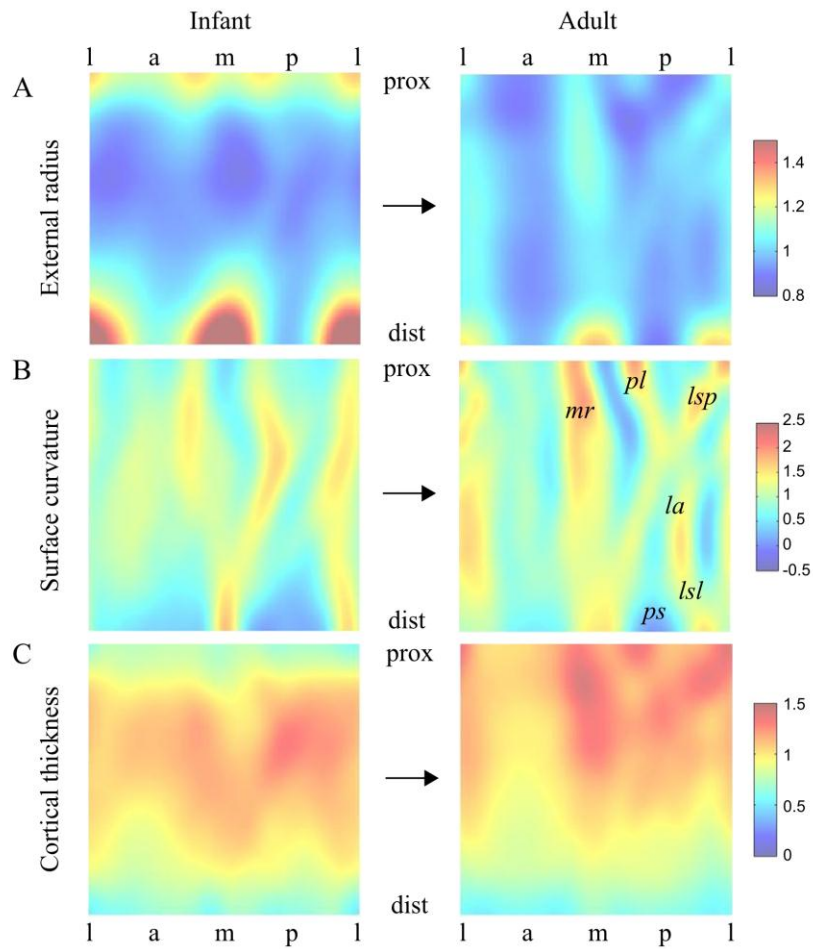 Infant Adult
l a m p l l a m p l
A prox
External radius
1.4
1.2
1
0.8
dist
B prox
Surface curvature
mr pl lsp
la
lsl
ps
2.5
2
1.5
1
0.5
0
-0.5
dist
C prox
Cortical thickness
1.5
1
0.5
0
dist
l a m p l l a m p l